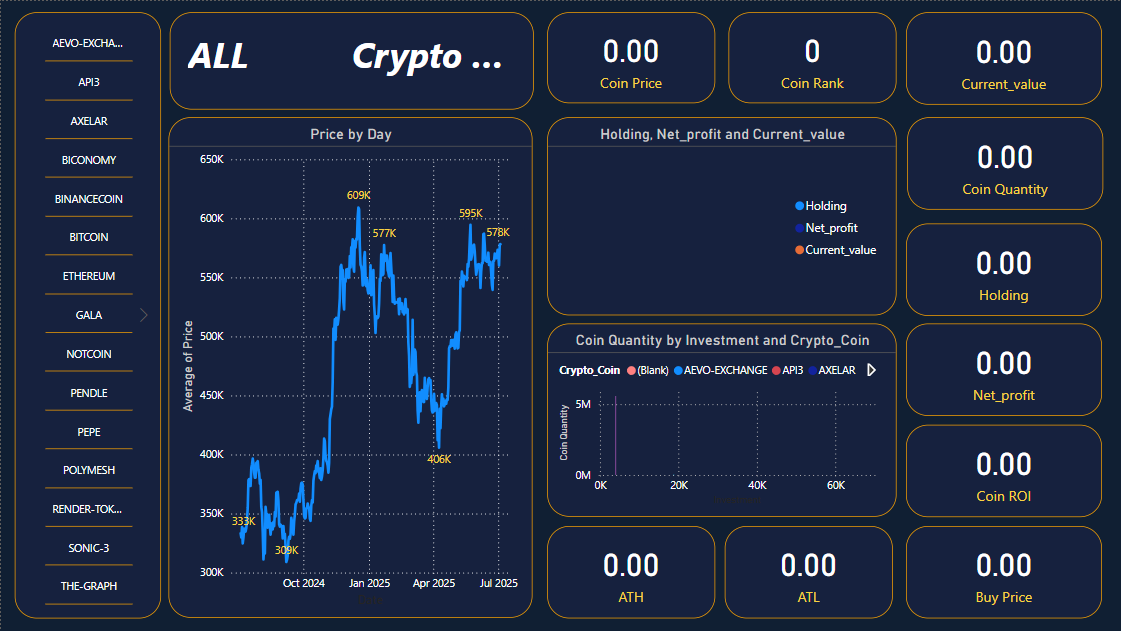 AEVO-EXCHA...
API3
AXELAR
BICONOMY
BINANCECOIN
BITCOIN
ETHEREUM
GALA
NOTCOIN
PENDLE
PEPE
POLYMESH
RENDER-TOK...
SONIC-3
THE-GRAPH
ALL Crypto ...
Price by Day
Average of Price
650K
600K
550K
500K
450K
400K
350K
300K
609K
577K
595K
578K
406K
333K
309K
Oct 2024 Jan 2025 Apr 2025 Jul 2025
0.00
Coin Price
0
Coin Rank
0.00
Current_value
Holding, Net_profit and Current_value
Holding
Net_profit
Current_value
0.00
Coin Quantity
0.00
Holding
Coin Quantity by Investment and Crypto_Coin
Crypto_Coin (Blank) AEVO-EXCHANGE API3 AXELAR
Coin Quantity
5M
0M
0K 20K 40K 60K
0.00
Net_profit
0.00
Coin ROI
0.00
ATH
0.00
ATL
0.00
Buy Price